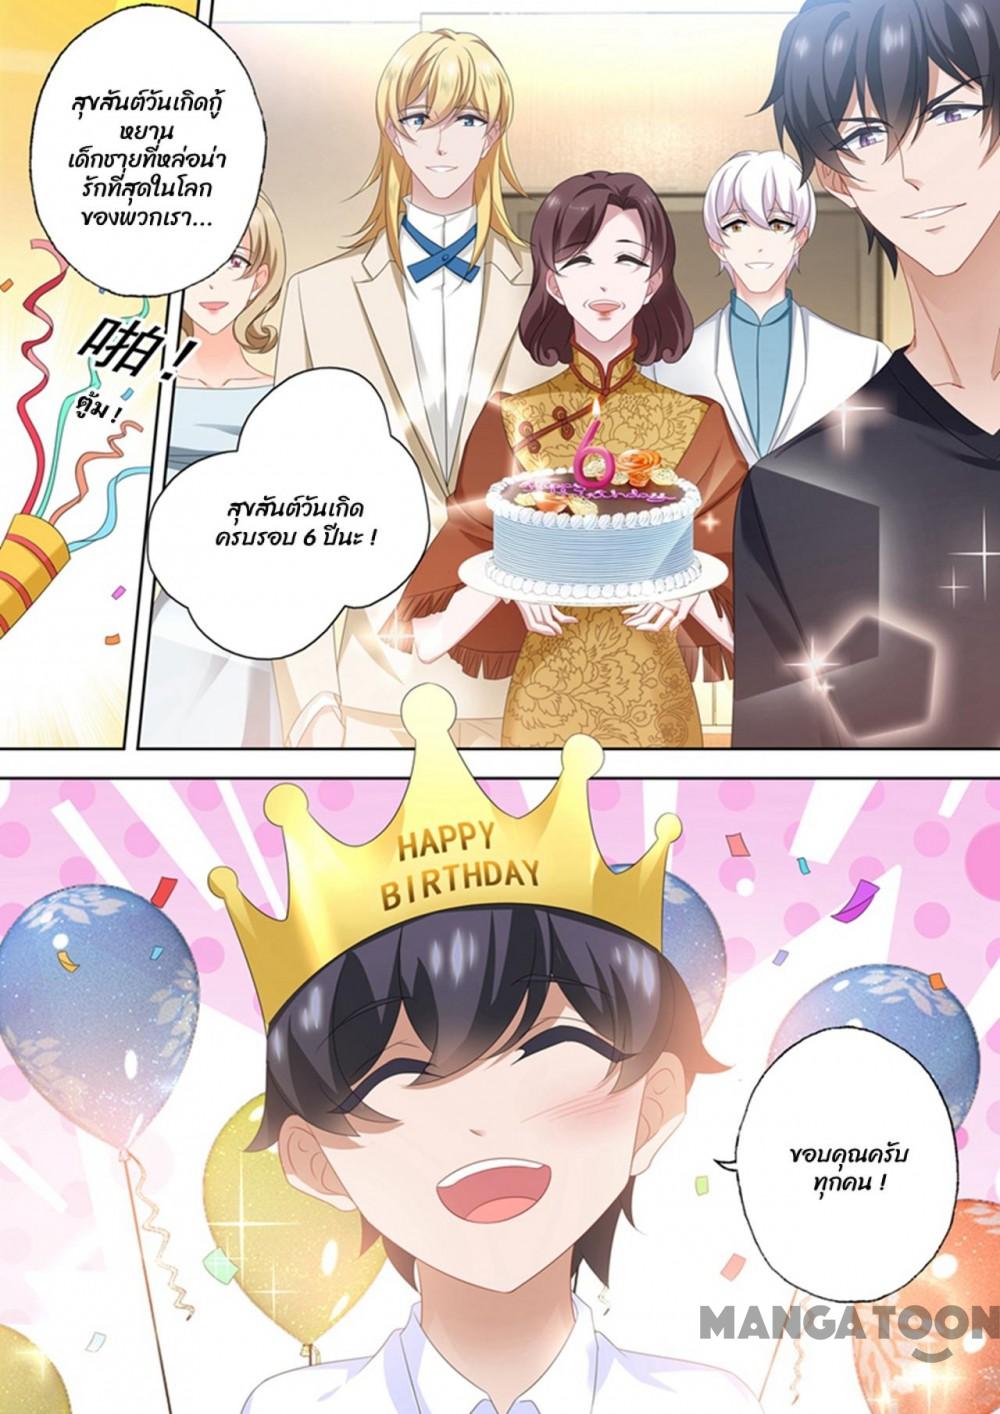 สุขสันต์วันเกิดกู้
หยาน
เด็กชายที่หล่อน่า
รักที่สุดในโลก
ของพวกเรา...
啪！
ตู้ม !
สุขสันต์วันเกิด
ครบรอบ 6 ปีนะ !
6
HAPPY
BIRTHDAY
ขอบคุณครับ
ทุกคน !
MANGATOON